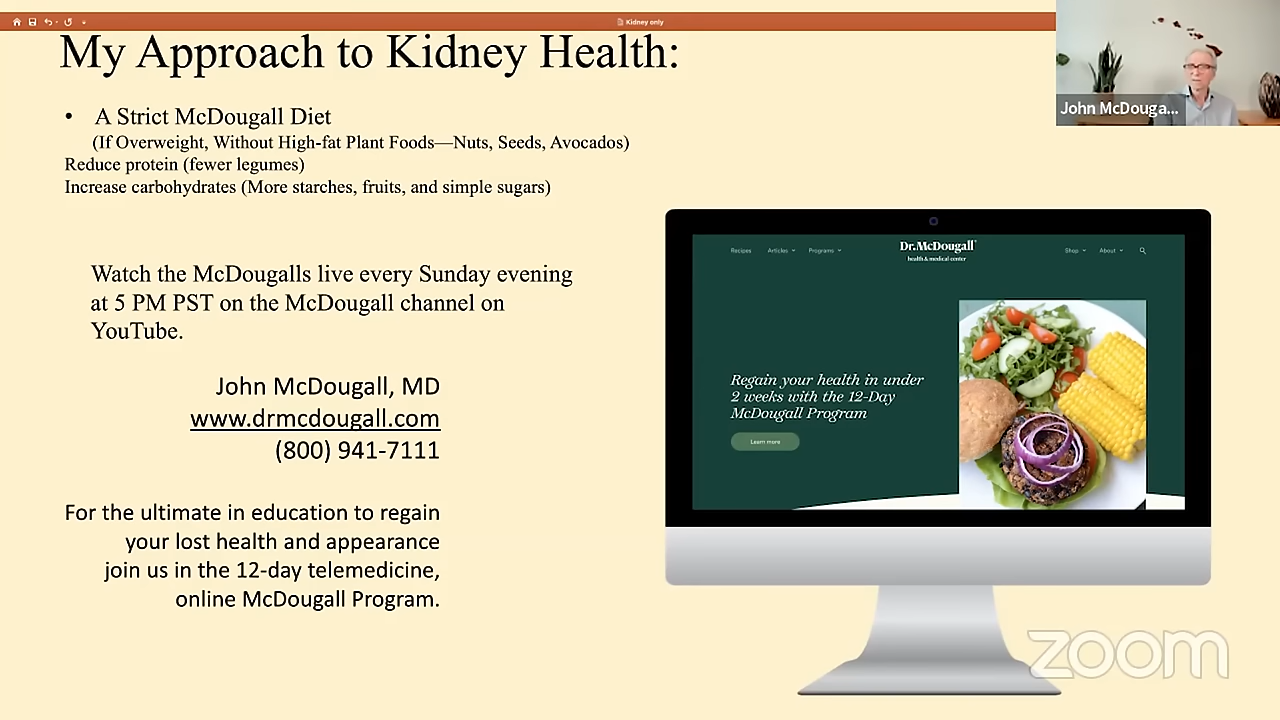 Kidney only
My Approach to Kidney Health:
• A Strict McDougall Diet
(If Overweight, Without High-fat Plant Foods—Nuts, Seeds, Avocados)
Reduce protein (fewer legumes)
Increase carbohydrates (More starches, fruits, and simple sugars)
Watch the McDougalls live every Sunday evening
at 5 PM PST on the McDougall channel on
YouTube.
John McDougall, MD
www.drmcdougall.com
(800) 941-7111
For the ultimate in education to regain
your lost health and appearance
join us in the 12-day telemedicine,
online McDougall Program.
John McDouga...
Recipes Articles Programs Dr.McDougall Shop About
health & medical center
Regain your health in under
2 weeks with the 12-Day
McDougall Program
Learn more
zoom